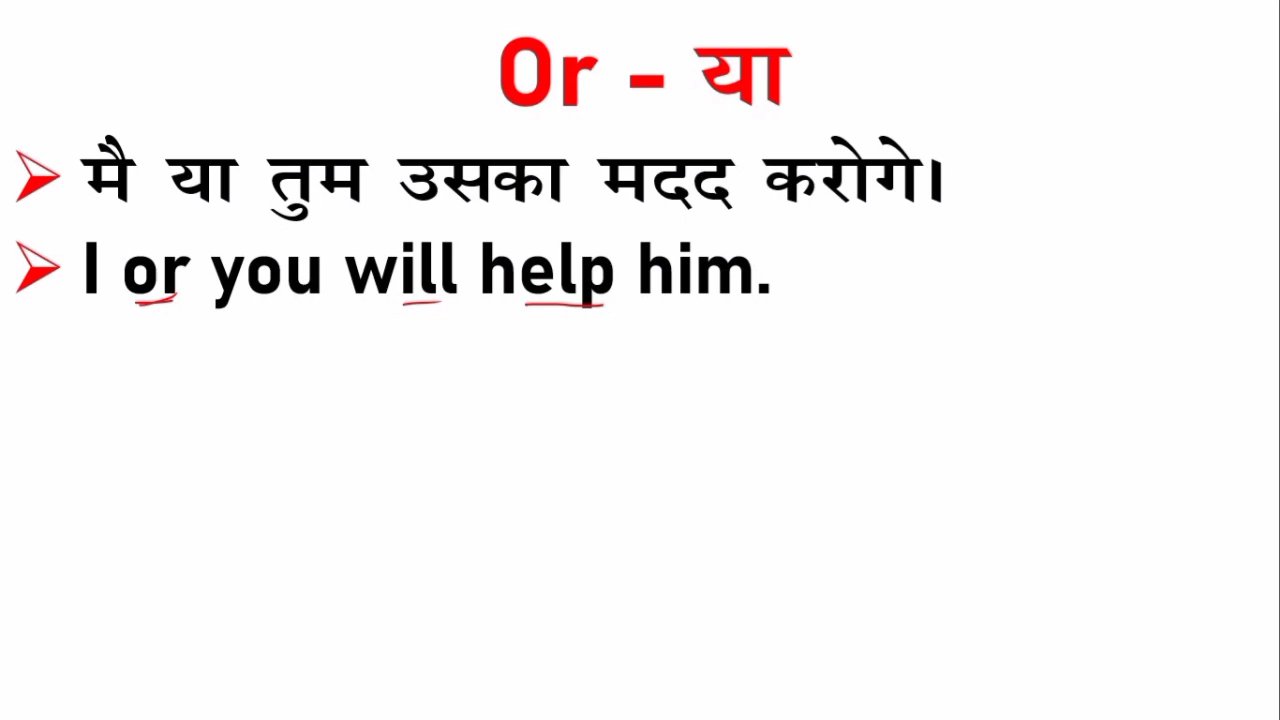 Or - या
मै या तुम उसका मदद करोगे।
I or you will help him.